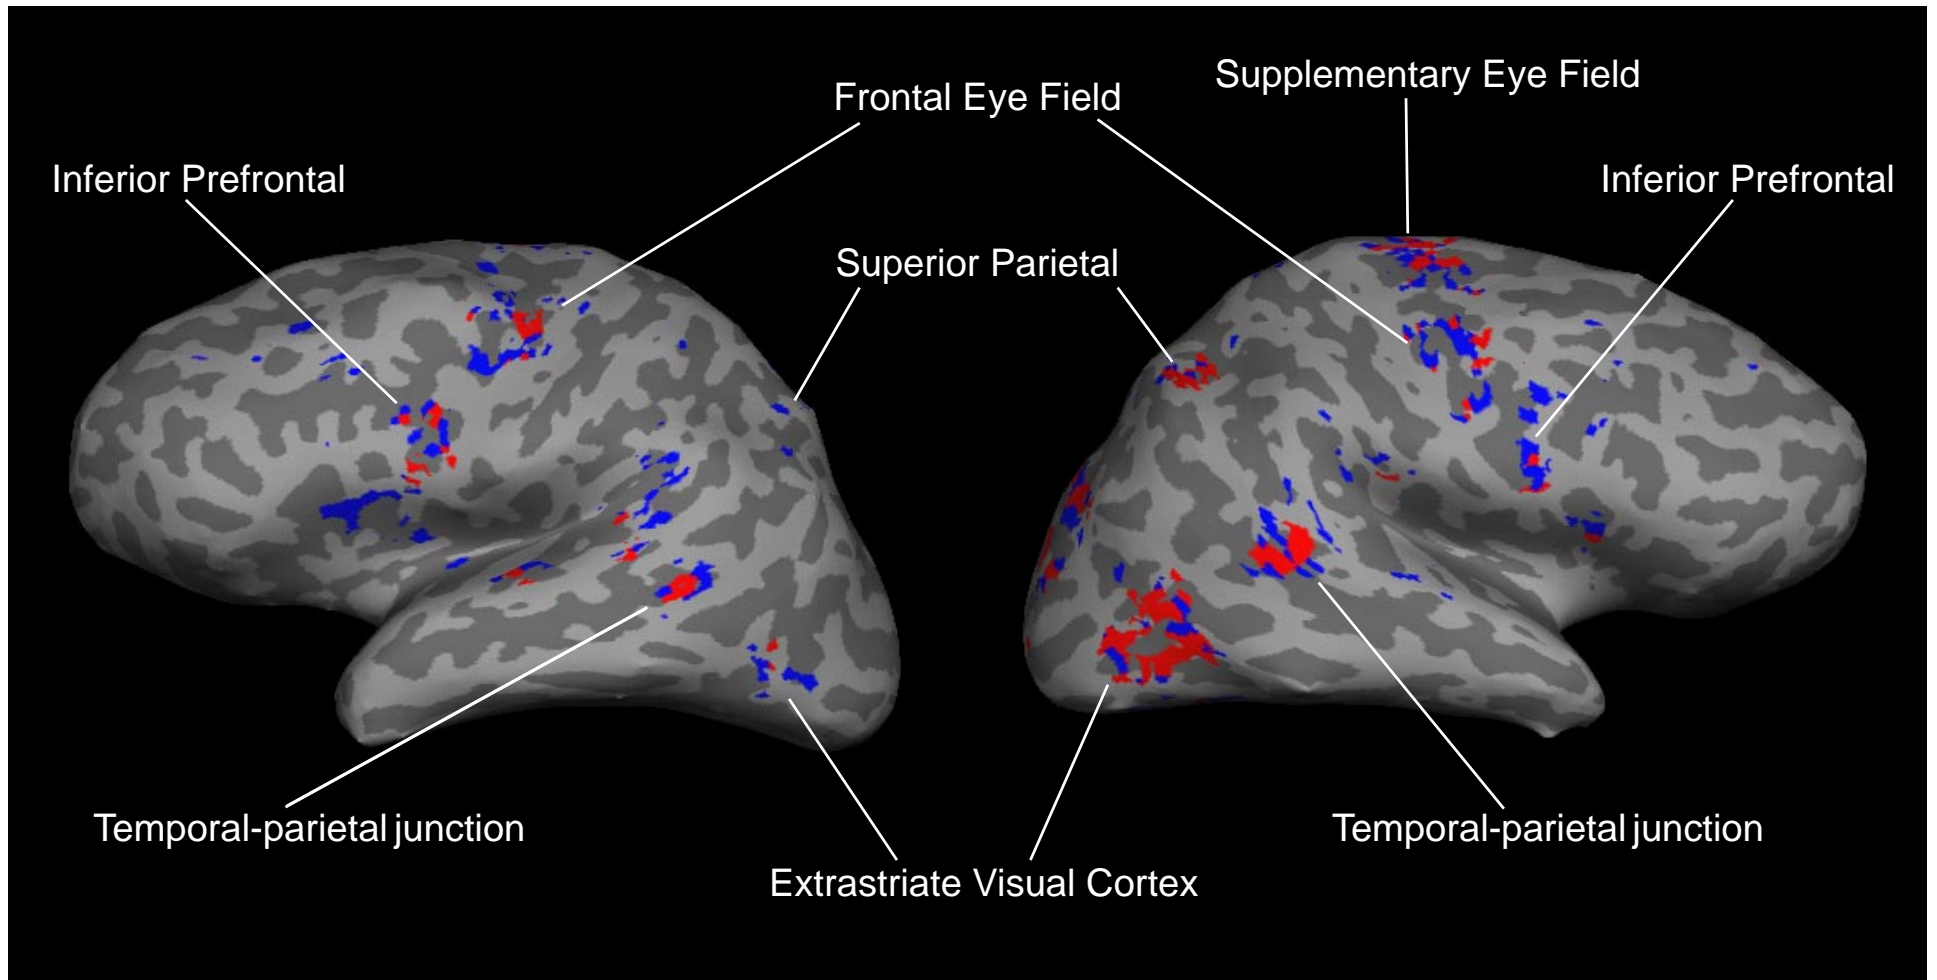 Supplementary Eye Field
Frontal Eye Field
Inferior Prefrontal
Inferior Prefrontal
Superior Parietal
Temporal-parietal junction
Temporal-parietal junction
Extrastriate Visual Cortex